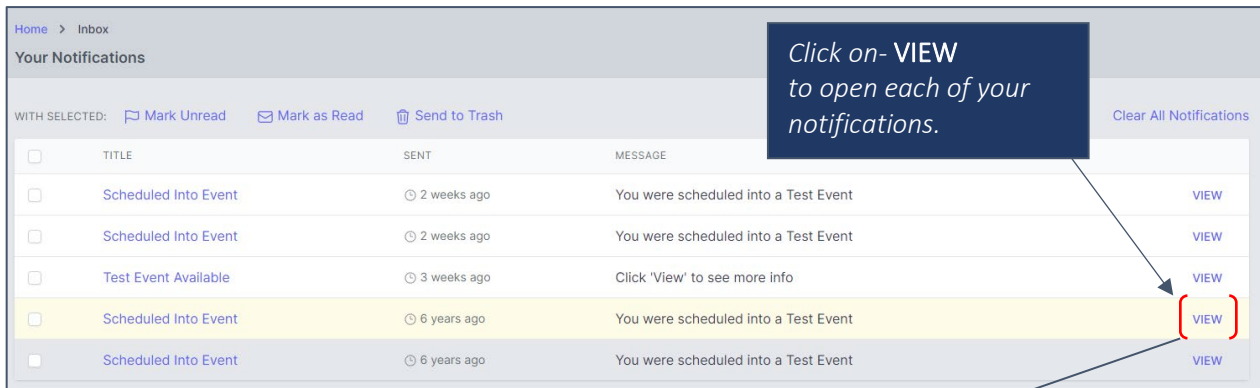 Home > Inbox
Your Notifications
Click on- VIEW
to open each of your
notifications.
WITH SELECTED: Mark Unread Mark as Read Send to Trash Clear All Notifications
TITLE SENT MESSAGE
Scheduled Into Event 2 weeks ago You were scheduled into a Test Event VIEW
Scheduled Into Event 2 weeks ago You were scheduled into a Test Event VIEW
Test Event Available 3 weeks ago Click 'View' to see more info VIEW
Scheduled Into Event 6 years ago You were scheduled into a Test Event VIEW
Scheduled Into Event 6 years ago You were scheduled into a Test Event VIEW